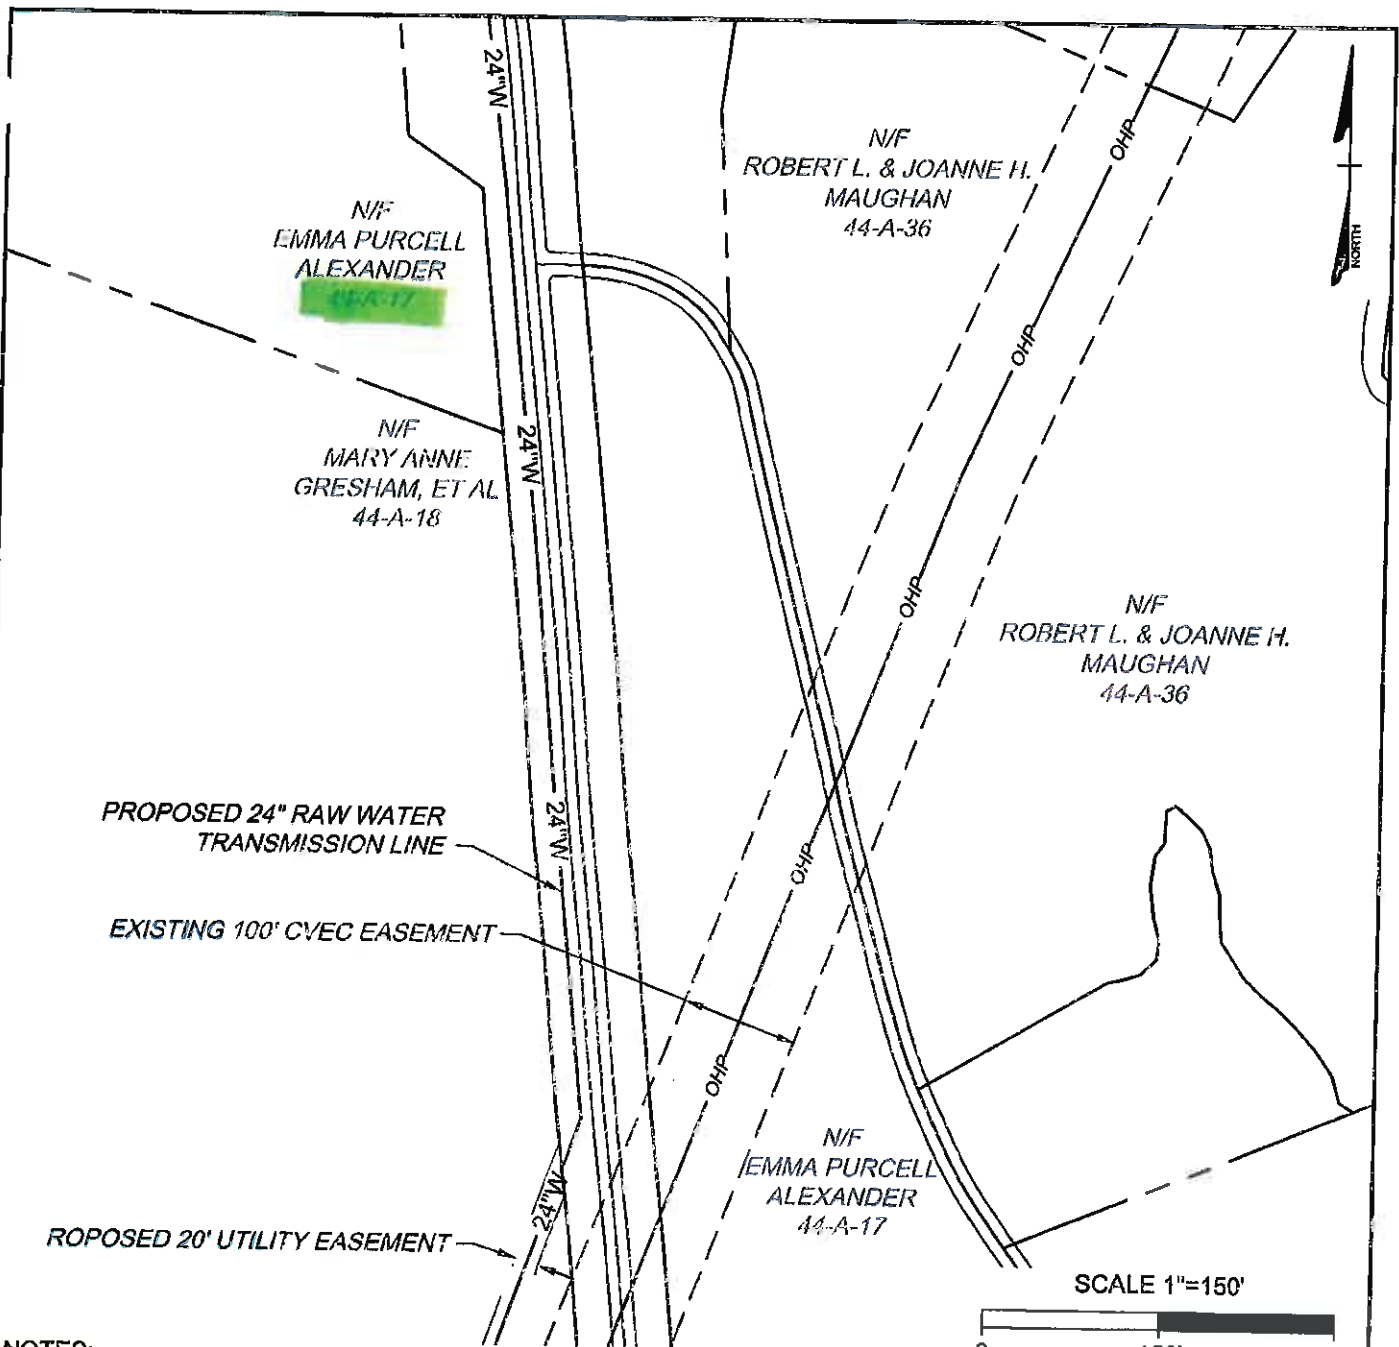 24"W
N/F
ROBERT L. & JOANNE H.
MAUGHAN
44-A-36
OHP
NORTH
N/F
EMMA PURCELL
ALEXANDER
44-A-17
OHP
N/F
MARY ANNE
GRESHAM, ET AL
44-A-18
24"W
OHP
N/F
ROBERT L. & JOANNE H.
MAUGHAN
44-A-36
PROPOSED 24" RAW WATER
TRANSMISSION LINE
24"W
OHP
EXISTING 100' CVEC EASEMENT
OHP
N/F
EMMA PURCELL
ALEXANDER
44-A-17
24"W
ROPOSED 20' UTILITY EASEMENT
SCALE 1"=150'